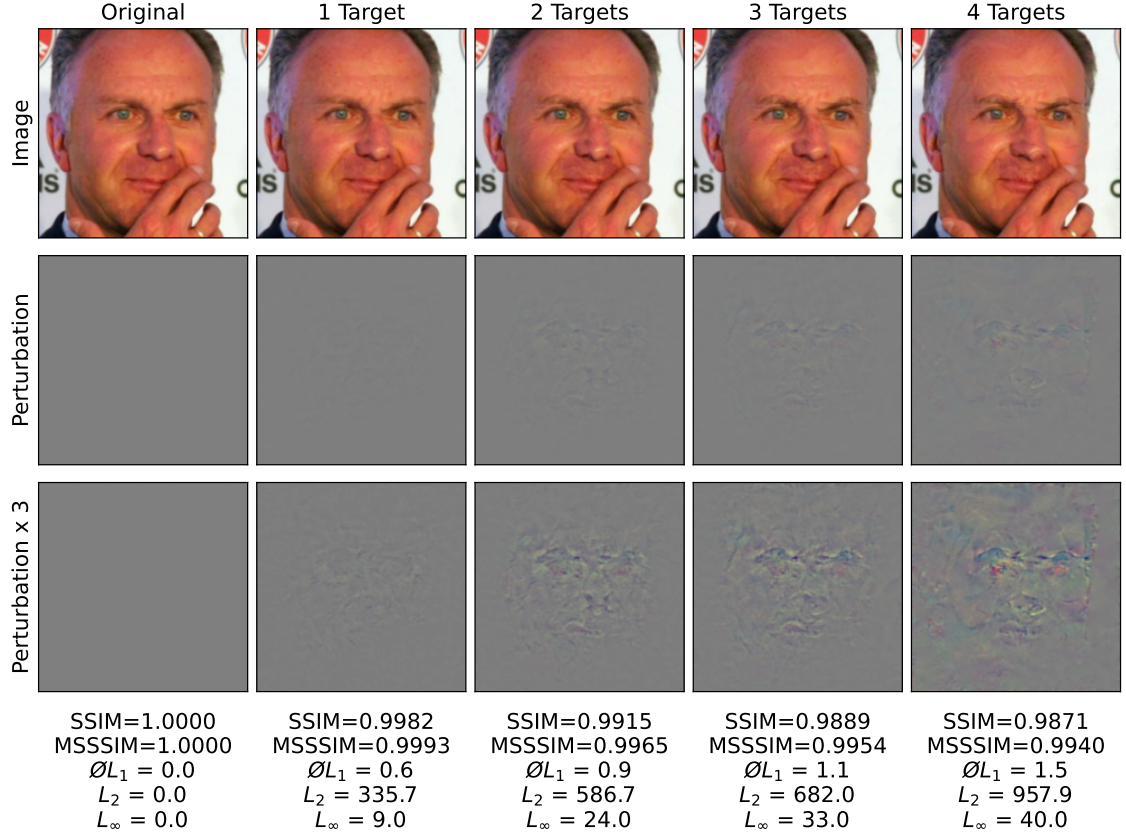 Original 1 Target 2 Targets 3 Targets 4 Targets
Image
Perturbation
Perturbation x 3
SSIM=1.0000 SSIM=0.9982 SSIM=0.9915 SSIM=0.9889 SSIM=0.9871
MSSSIM=1.0000 MSSSIM=0.9993 MSSSIM=0.9965 MSSSIM=0.9954 MSSSIM=0.9940
ØL₁ = 0.0 ØL₁ = 0.6 ØL₁ = 0.9 ØL₁ = 1.1 ØL₁ = 1.5
L₂ = 0.0 L₂ = 335.7 L₂ = 586.7 L₂ = 682.0 L₂ = 957.9
L∞ = 0.0 L∞ = 9.0 L∞ = 24.0 L∞ = 33.0 L∞ = 40.0